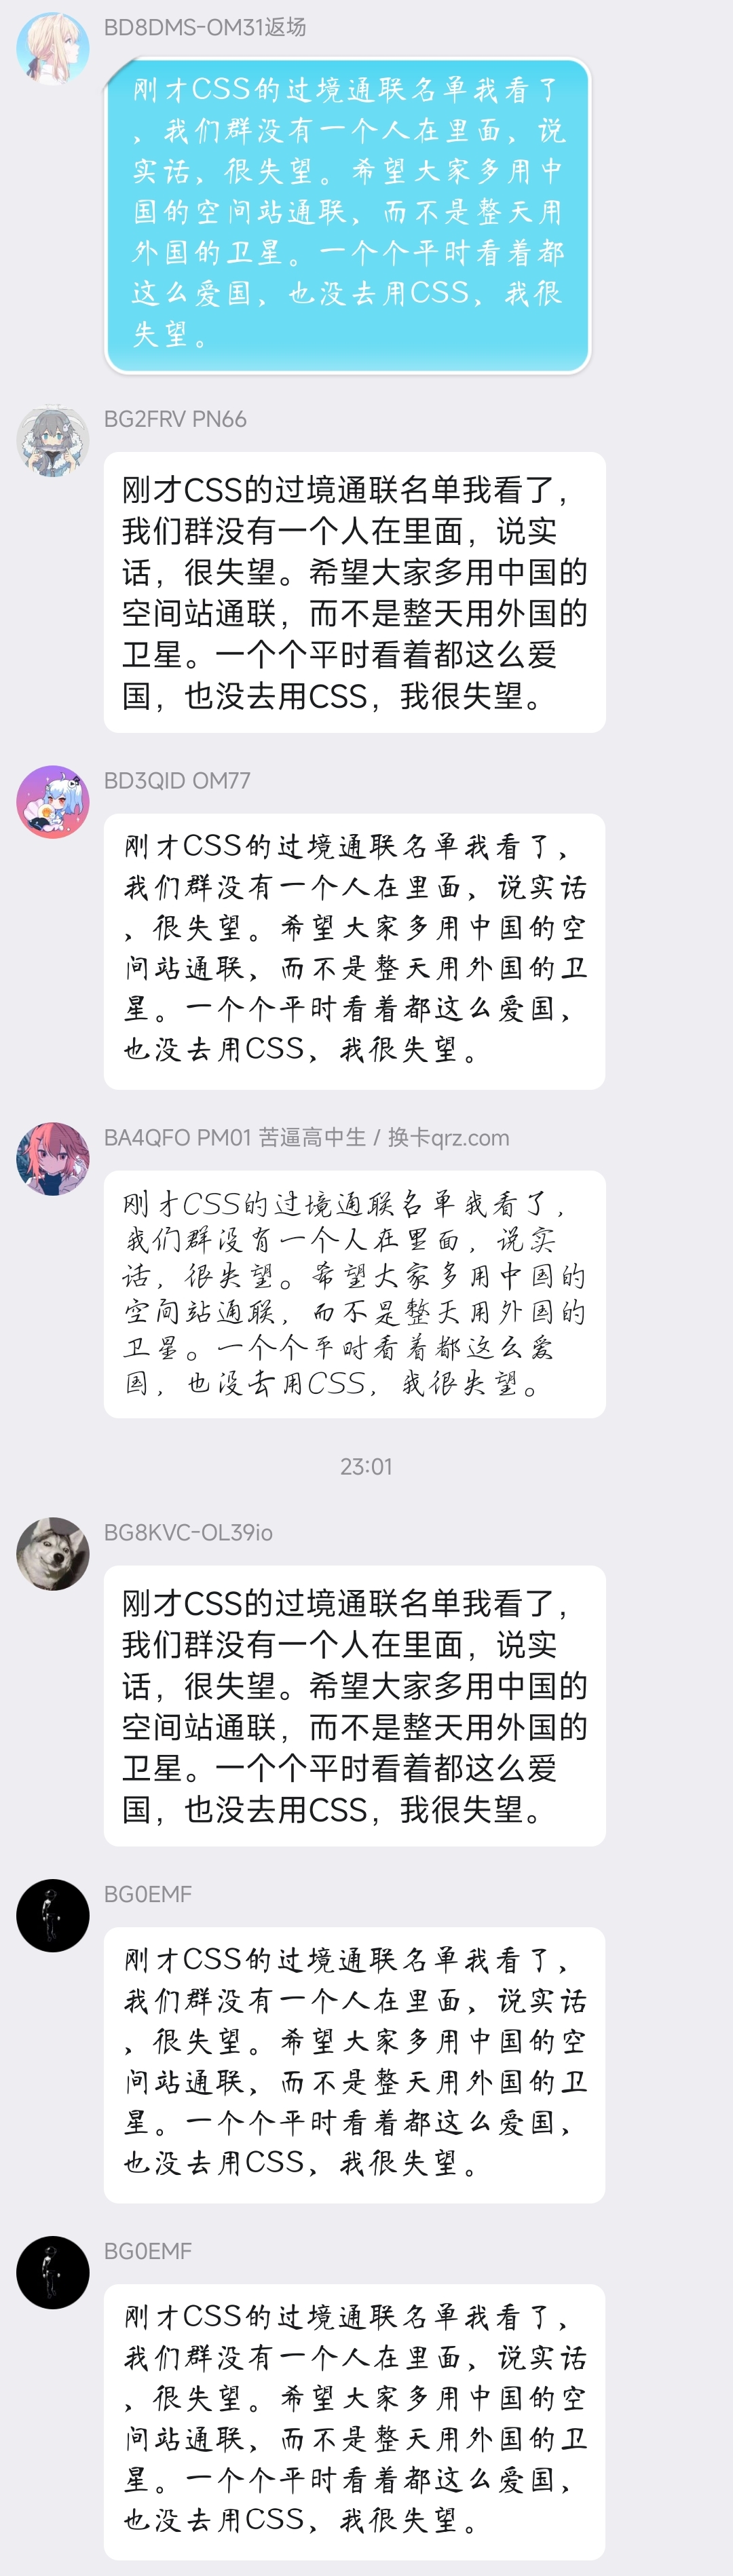 BD8DMS-OM31返场
刚才CSS的过境通联名单我看了
，我们群没有一个人在里面，说
实话，很失望。希望大家多用中
国的空间站通联，而不是整天用
外国的卫星。一个个平时看着都
这么爱国，也没去用CSS，我很
失望。
BG2FRV PN66
刚才CSS的过境通联名单我看了，
我们群没有一个人在里面，说实
话，很失望。希望大家多用中国的
空间站通联，而不是整天用外国的
卫星。一个个平时看着都这么爱
国，也没去用CSS，我很失望。
BD3QID OM77
刚才CSS的过境通联名单我看了，
我们群没有一个人在里面，说实话
，很失望。希望大家多用中国的空
间站通联，而不是整天用外国的卫
星。一个个平时看着都这么爱国，
也没去用CSS，我很失望。
BA4QFO PM01 苦逼高中生 / 换卡qrz.com
刚才CSS的过境通联名单我看了，
我们群没有一个人在里面，说实
话，很失望。希望大家多用中国的
空间站通联，而不是整天用外国的
卫星。一个个平时看着都这么爱
国，也没去用CSS，我很失望。
23:01
BG8KVC-OL39io
刚才CSS的过境通联名单我看了，
我们群没有一个人在里面，说实
话，很失望。希望大家多用中国的
空间站通联，而不是整天用外国的
卫星。一个个平时看着都这么爱
国，也没去用CSS，我很失望。
BG0EMF
刚才CSS的过境通联名单我看了，
我们群没有一个人在里面，说实话
，很失望。希望大家多用中国的空
间站通联，而不是整天用外国的卫
星。一个个平时看着都这么爱国，
也没去用CSS，我很失望。
BG0EMF
刚才CSS的过境通联名单我看了，
我们群没有一个人在里面，说实话
，很失望。希望大家多用中国的空
间站通联，而不是整天用外国的卫
星。一个个平时看着都这么爱国，
也没去用CSS，我很失望。